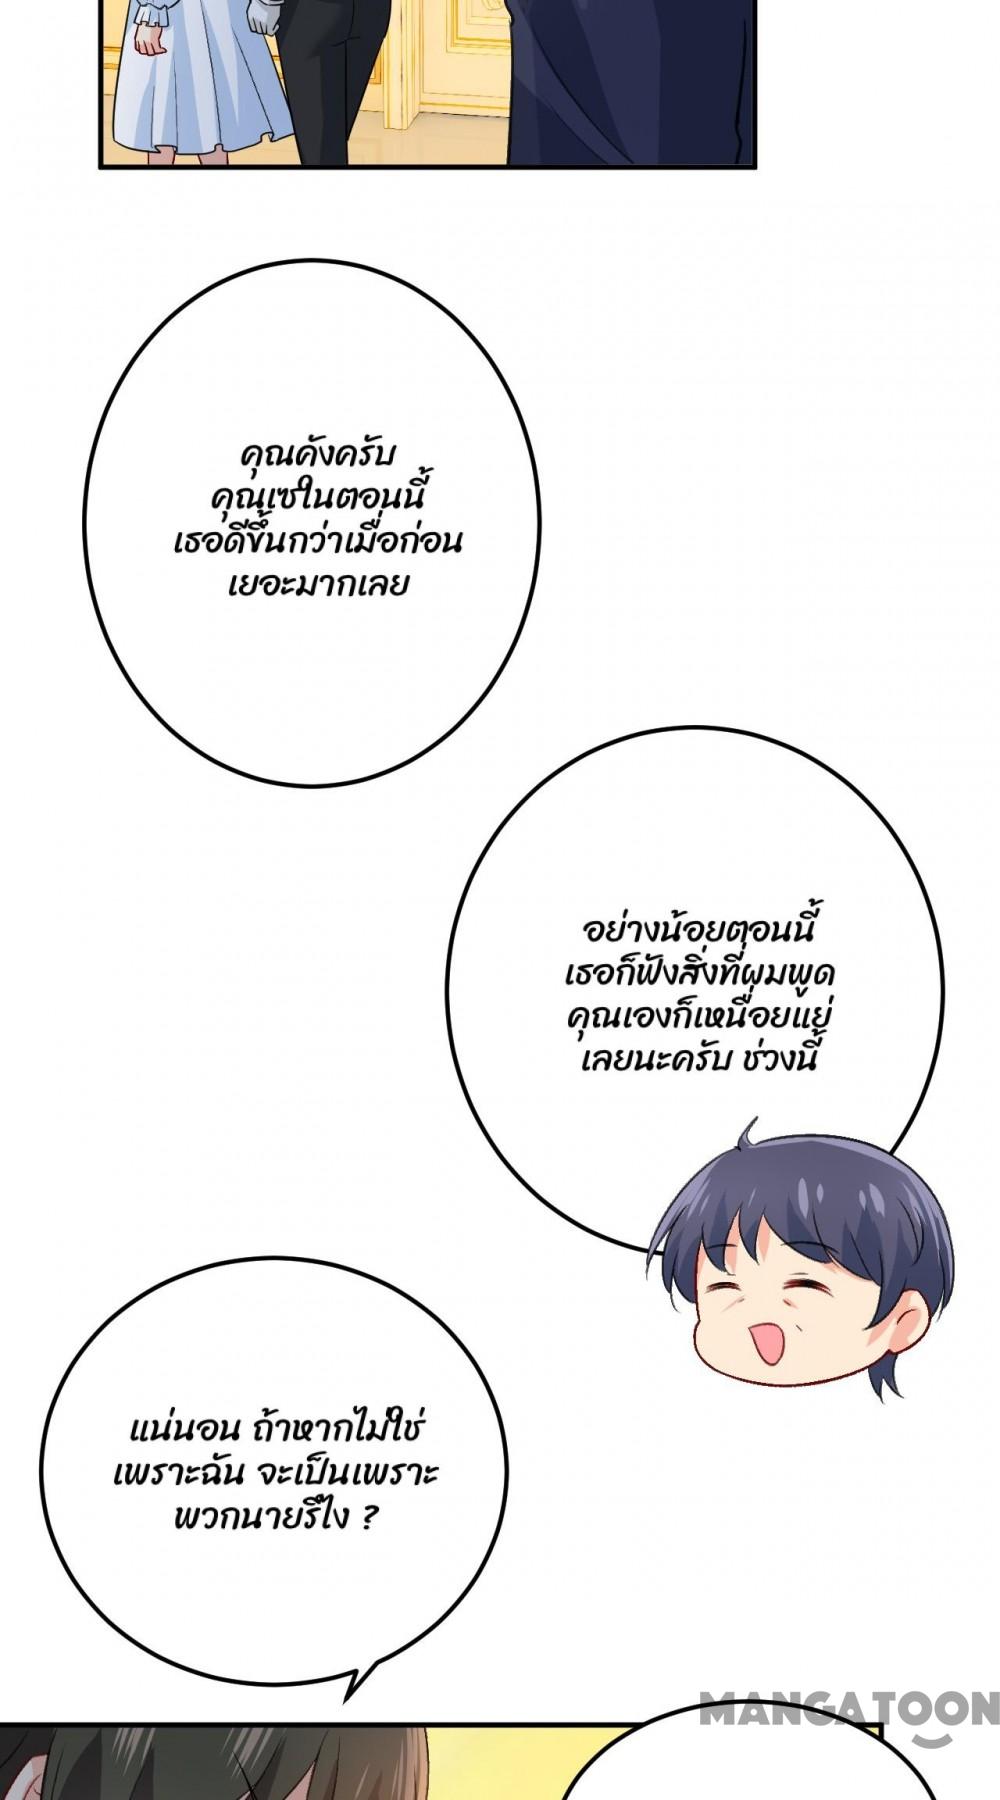 คุณคังครับ
คุณเซในตอนนี้
เธอดีขึ้นกว่าเมื่อก่อน
เยอะมากเลย
อย่างน้อยตอนนี้
เธอก็ฟังสิ่งที่ผมพูด
คุณเองก็เหนื่อยแย่
เลยนะครับ ช่วงนี้
แน่นอน ถ้าหากไม่ใช่
เพราะฉัน จะเป็นเพราะ
พวกนายรึไง ?
MANGATOON